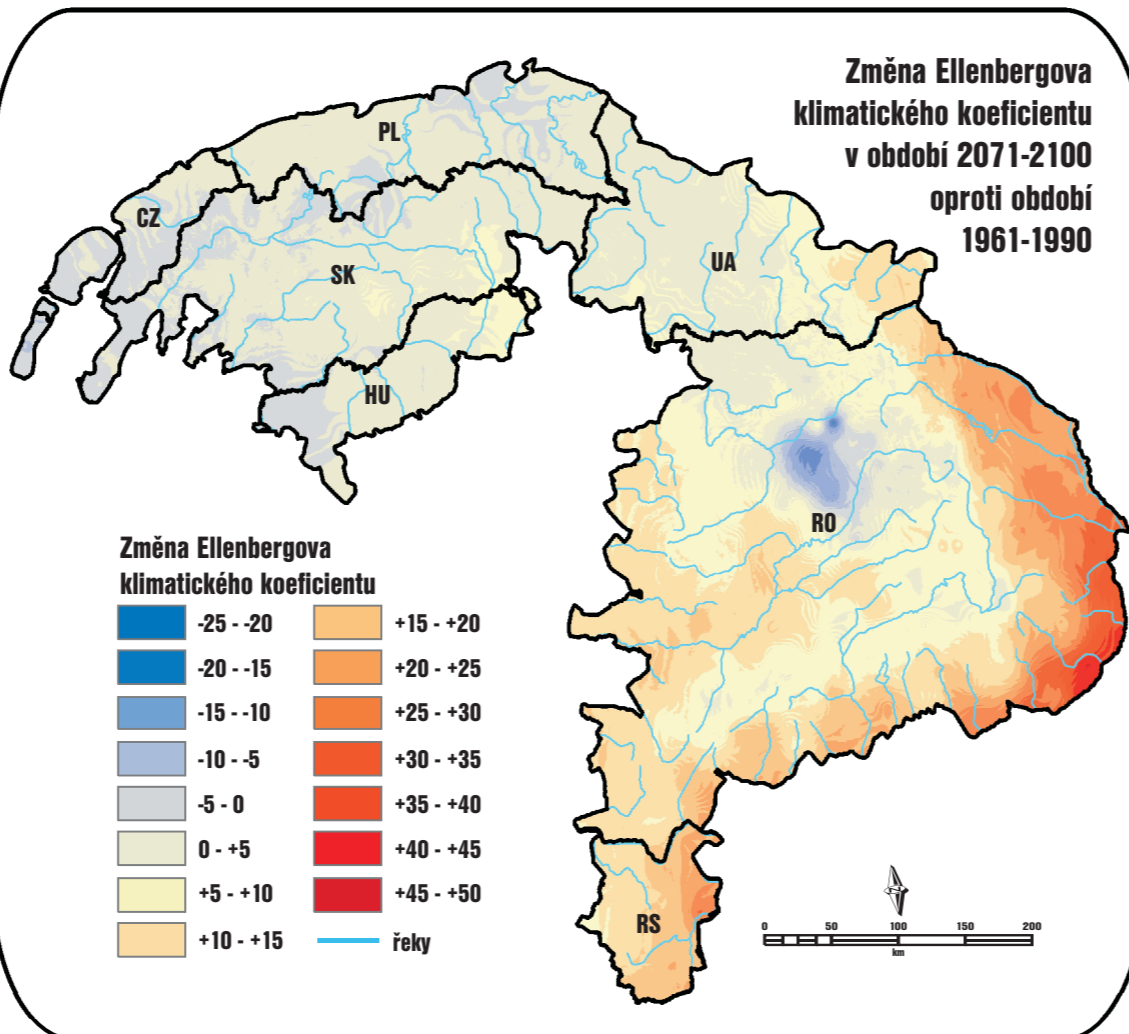 Změna Ellenbergova
klimatického koeficientu
v období 2071-2100
oproti období
1961-1990
PL
CZ
SK
UA
HU
RO
RS
Změna Ellenbergova
klimatického koeficientu
-25 - -20
-20 - -15
-15 - -10
-10 - -5
-5 - 0
0 - +5
+5 - +10
+10 - +15
+15 - +20
+20 - +25
+25 - +30
+30 - +35
+35 - +40
+40 - +45
+45 - +50
řeky
0 50 100 150 200
km